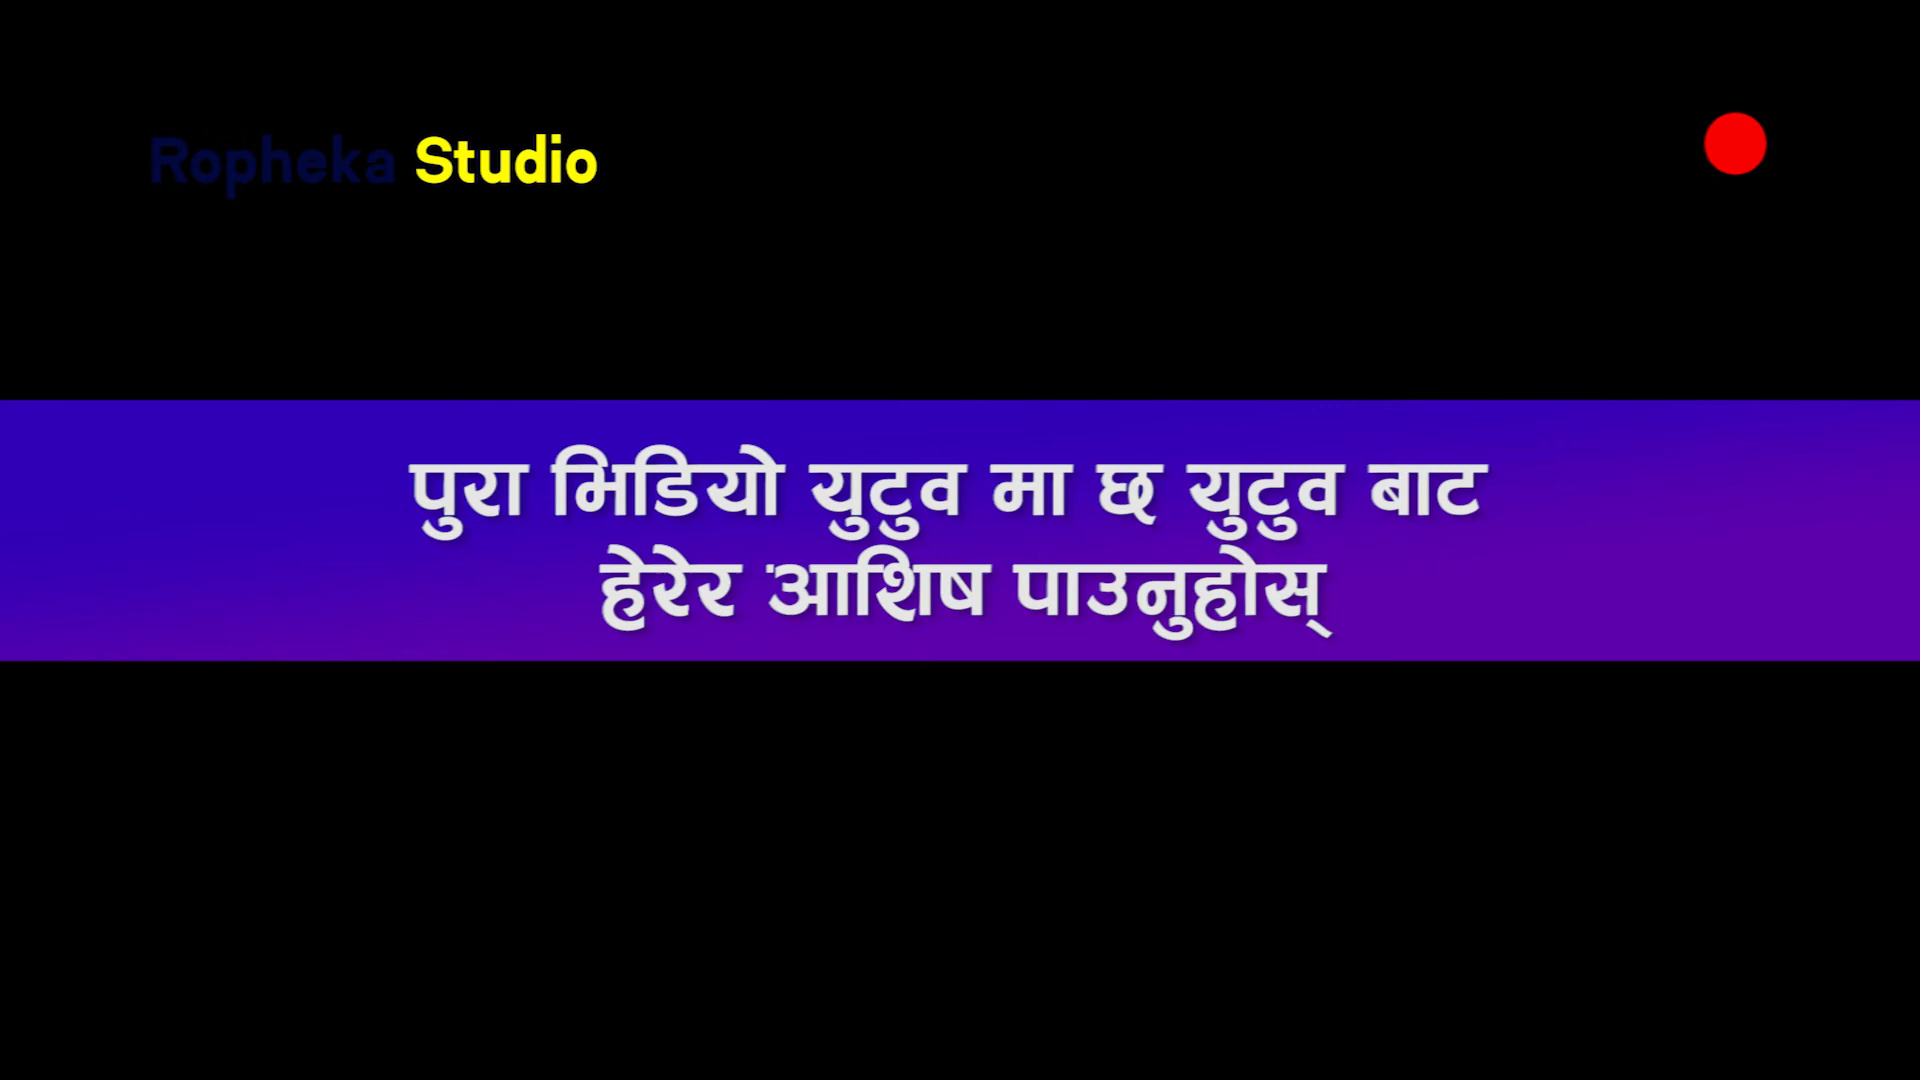 Ropheka Studio
पुरा भिडियो युटुव मा छ युटुव बाट
हेरेर आशिष पाउनुहोस्